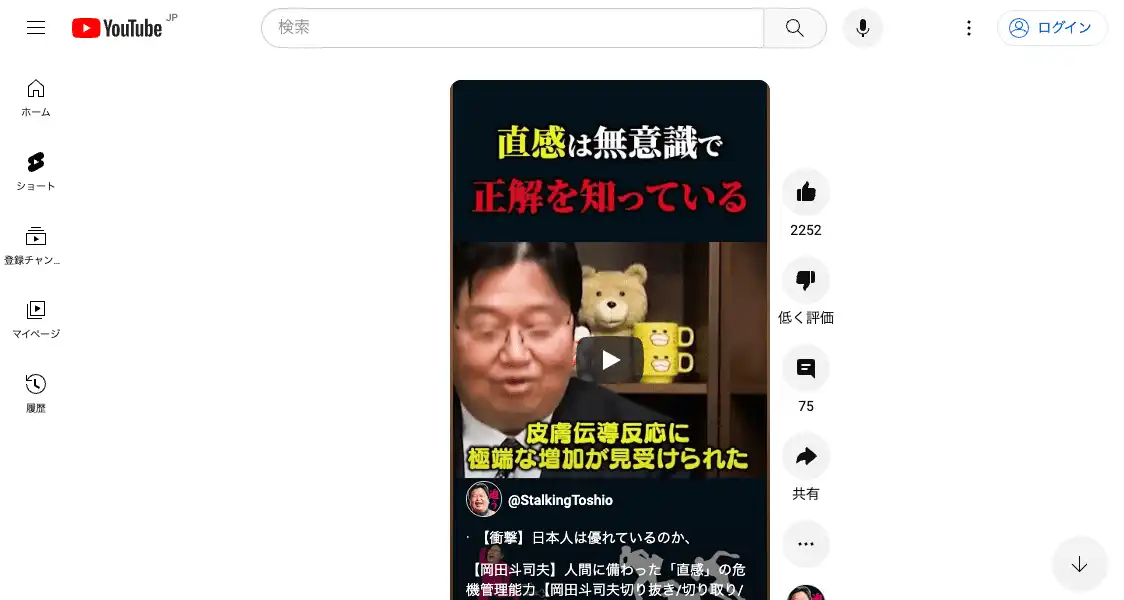 YouTube JP
検索
ログイン
ホーム
ショート
登録チャン...
マイページ
履歴
直感は無意識で
正解を知っている
皮膚伝導反応に
極端な増加が見受けられた
@StalkingToshio
· 【衝撃】日本人は優れているのか、
【岡田斗司夫】人間に備わった「直感」の危
機管理能力【岡田斗司夫切り抜き/切り取り/
2252
低く評価
75
共有